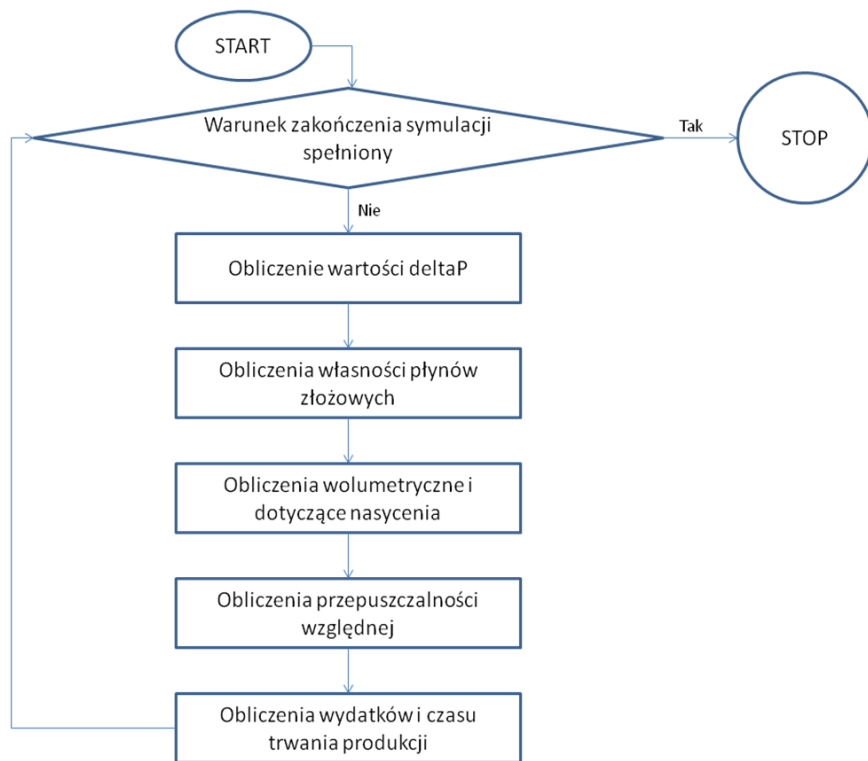 START
Warunek zakończenia symulacji
spełniony
Tak
STOP
Nie
Obliczenie wartości deltaP
Obliczenia własności płynów
złożowych
Obliczenia wolumetryczne i
dotyczące nasycenia
Obliczenia przepuszczalności
względnej
Obliczenia wydatków i czasu
trwania produkcji